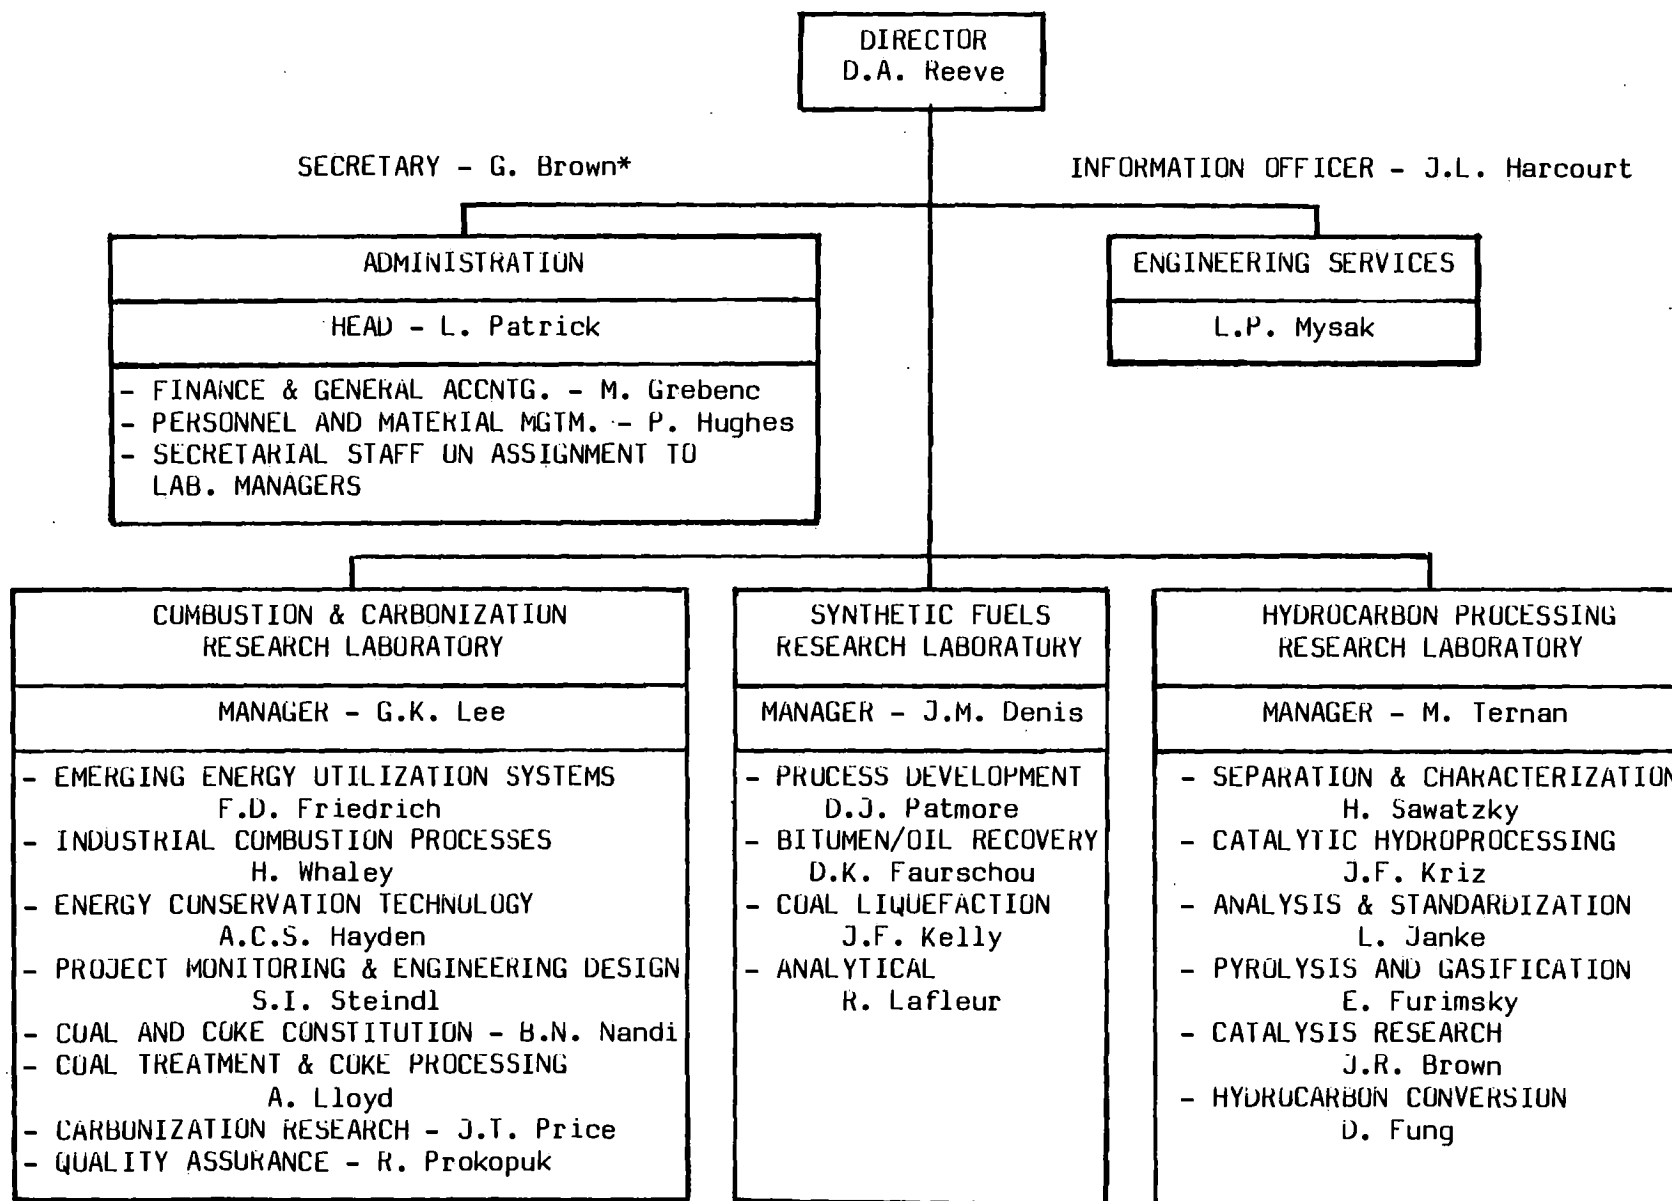 DIRECTOR
D.A. Reeve
SECRETARY - G. Brown*
INFORMATION OFFICER - J.L. Harcourt
ADMINISTRATION
HEAD - L. Patrick
- FINANCE & GENERAL ACCNTG. - M. Grebenc
- PERSONNEL AND MATERIAL MGTM. - P. Hughes
- SECRETARIAL STAFF ON ASSIGNMENT TO
LAB. MANAGERS
ENGINEERING SERVICES
L.P. Mysak
COMBUSTION & CARBONIZATION
RESEARCH LABORATORY
MANAGER - G.K. Lee
- EMERGING ENERGY UTILIZATION SYSTEMS
F.D. Friedrich
- INDUSTRIAL COMBUSTION PROCESSES
H. Whaley
- ENERGY CONSERVATION TECHNOLOGY
A.C.S. Hayden
- PROJECT MONITORING & ENGINEERING DESIGN
S.I. Steindl
- COAL AND COKE CONSTITUTION - B.N. Nandi
- COAL TREATMENT & COKE PROCESSING
A. Lloyd
- CARBONIZATION RESEARCH - J.T. Price
- QUALITY ASSURANCE - R. Prokopuk
SYNTHETIC FUELS
RESEARCH LABORATORY
MANAGER - J.M. Denis
- PROCESS DEVELOPMENT
D.J. Patmore
- BITUMEN/OIL RECOVERY
D.K. Faurschou
- COAL LIQUEFACTION
J.F. Kelly
- ANALYTICAL
R. Lafleur
HYDROCARBON PROCESSING
RESEARCH LABORATORY
MANAGER - M. Ternan
- SEPARATION & CHARACTERIZATION
H. Sawatzky
- CATALYTIC HYDROPROCESSING
J.F. Kriz
- ANALYSIS & STANDARDIZATION
L. Janke
- PYROLYSIS AND GASIFICATION
E. Furimsky
- CATALYSIS RESEARCH
J.R. Brown
- HYDROCARBON CONVERSION
D. Fung